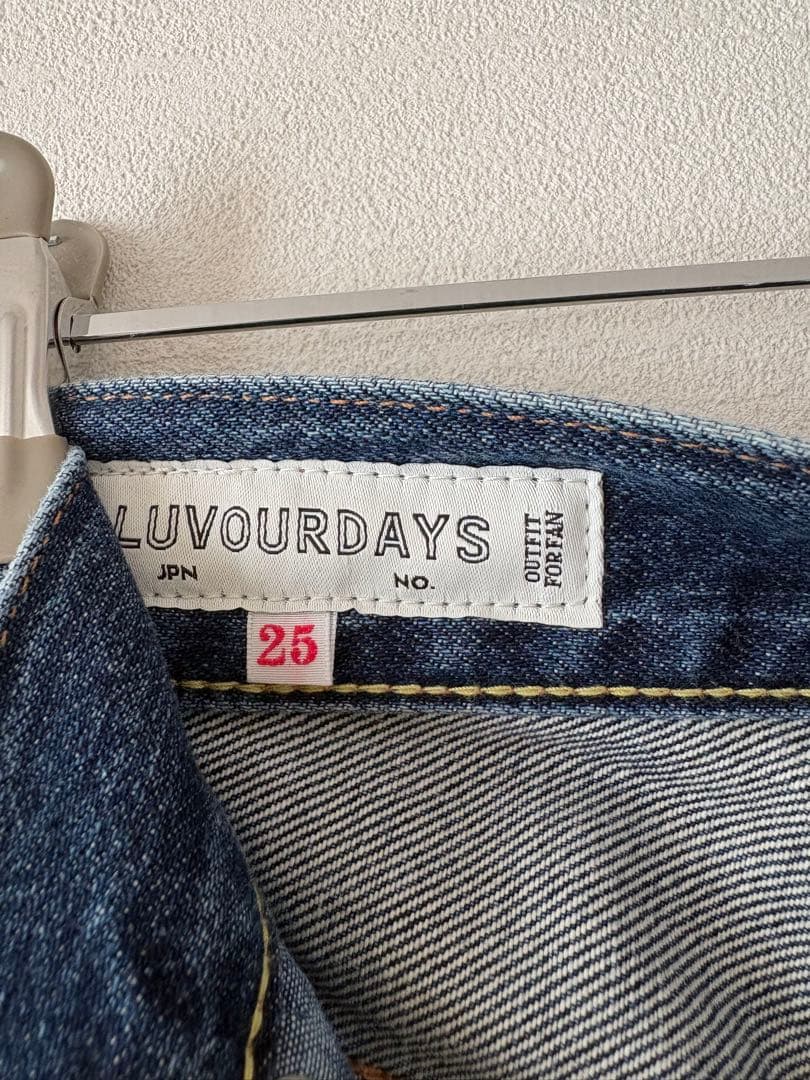 LUVOURDAYS
JPN NO.
OUTFIT
FOR FAN
25